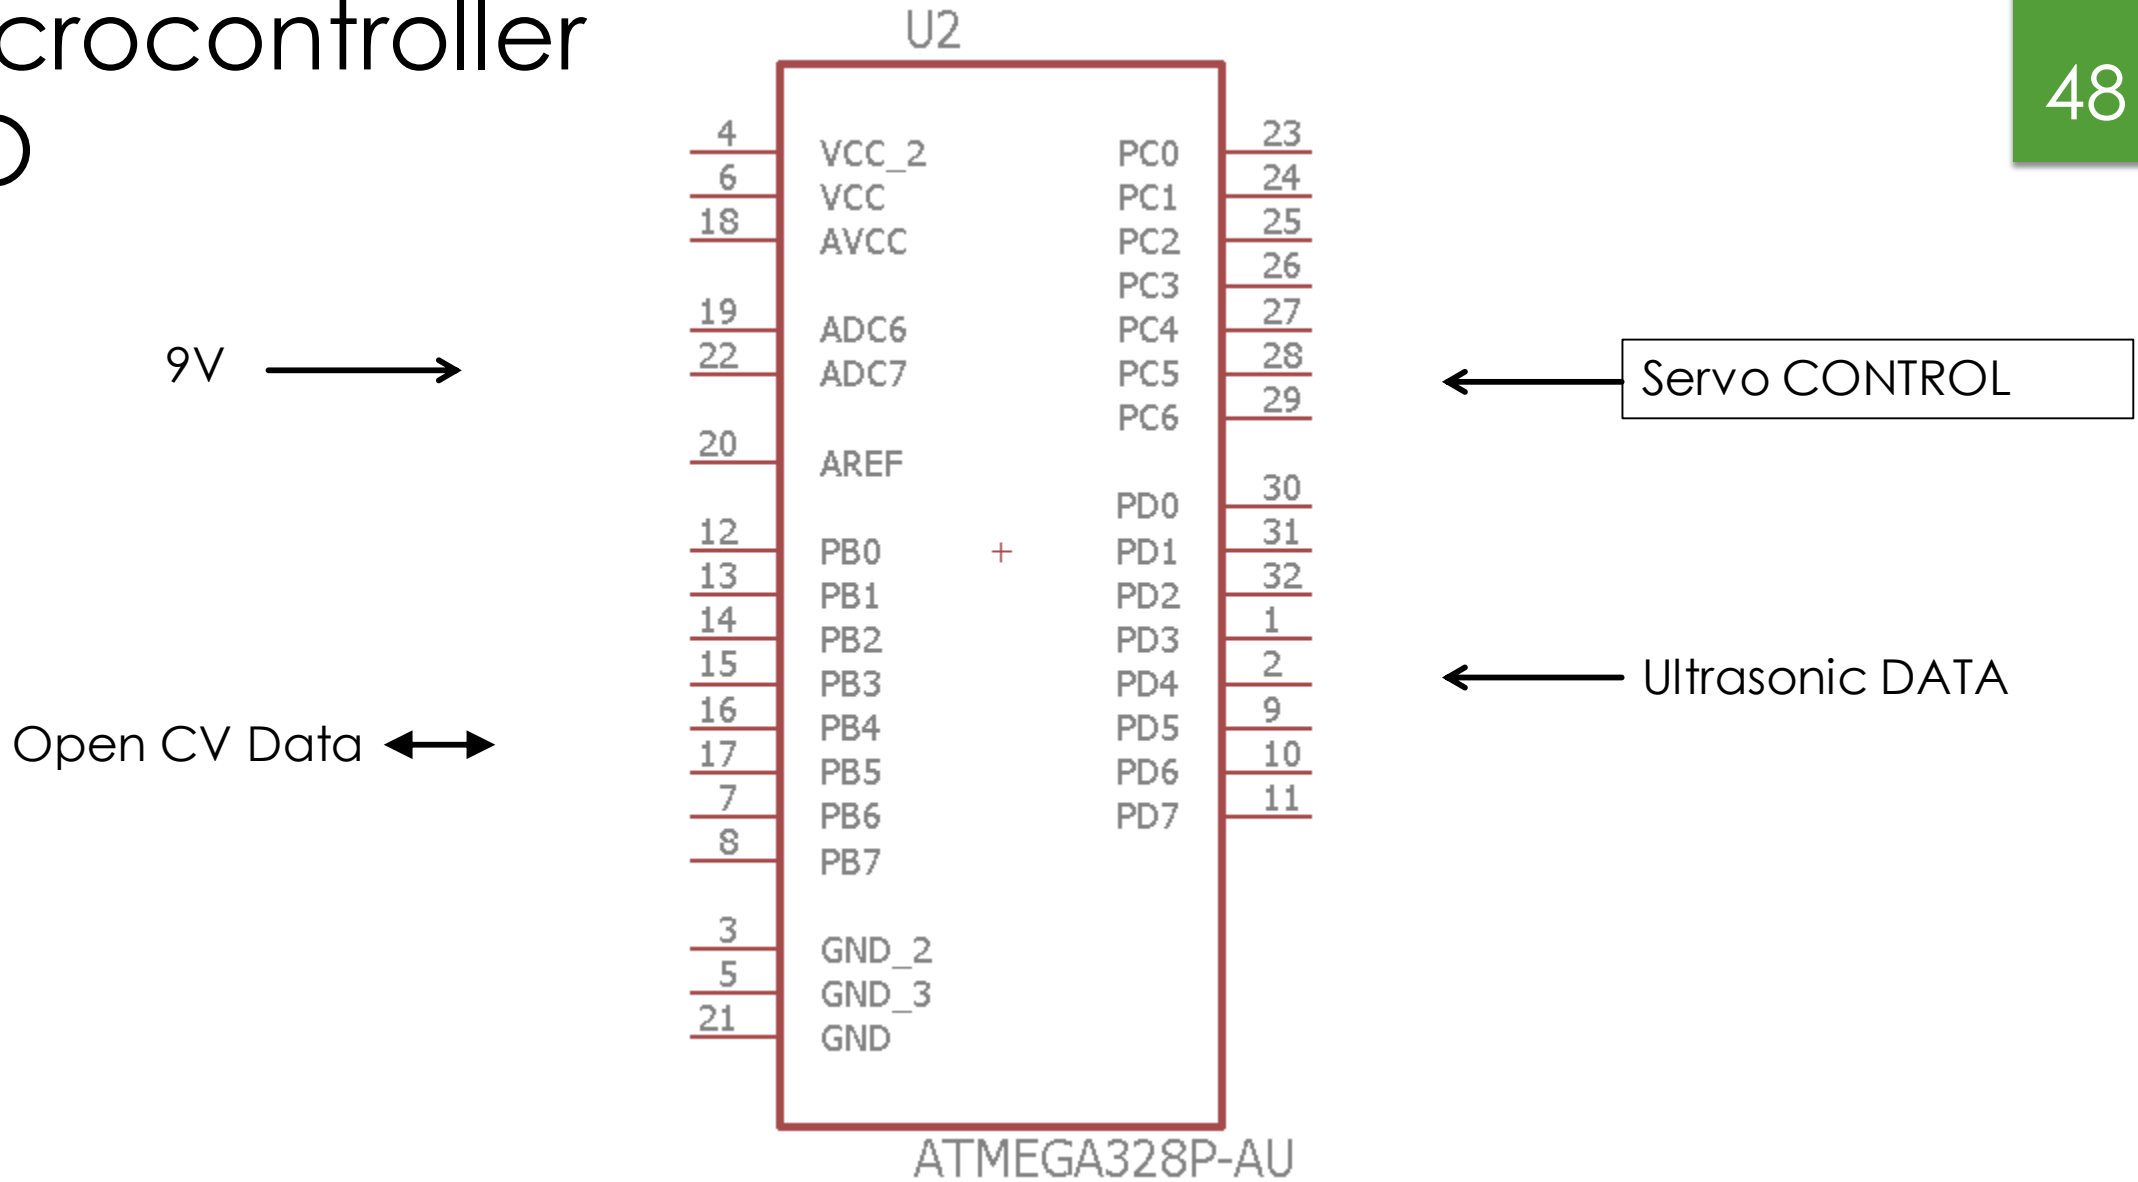 crocontroller
O
48
U2
4 VCC_2
6 VCC
18 AVCC
19 ADC6
22 ADC7
20 AREF
12 PB0
13 PB1
14 PB2
15 PB3
16 PB4
17 PB5
7 PB6
8 PB7
3 GND_2
5 GND_3
21 GND
PC0 23
PC1 24
PC2 25
PC3 26
PC4 27
PC5 28
PC6 29
PD0 30
PD1 31
PD2 32
PD3 1
PD4 2
PD5 9
PD6 10
PD7 11
ATMEGA328P-AU
9V
Open CV Data
Servo CONTROL
Ultrasonic DATA